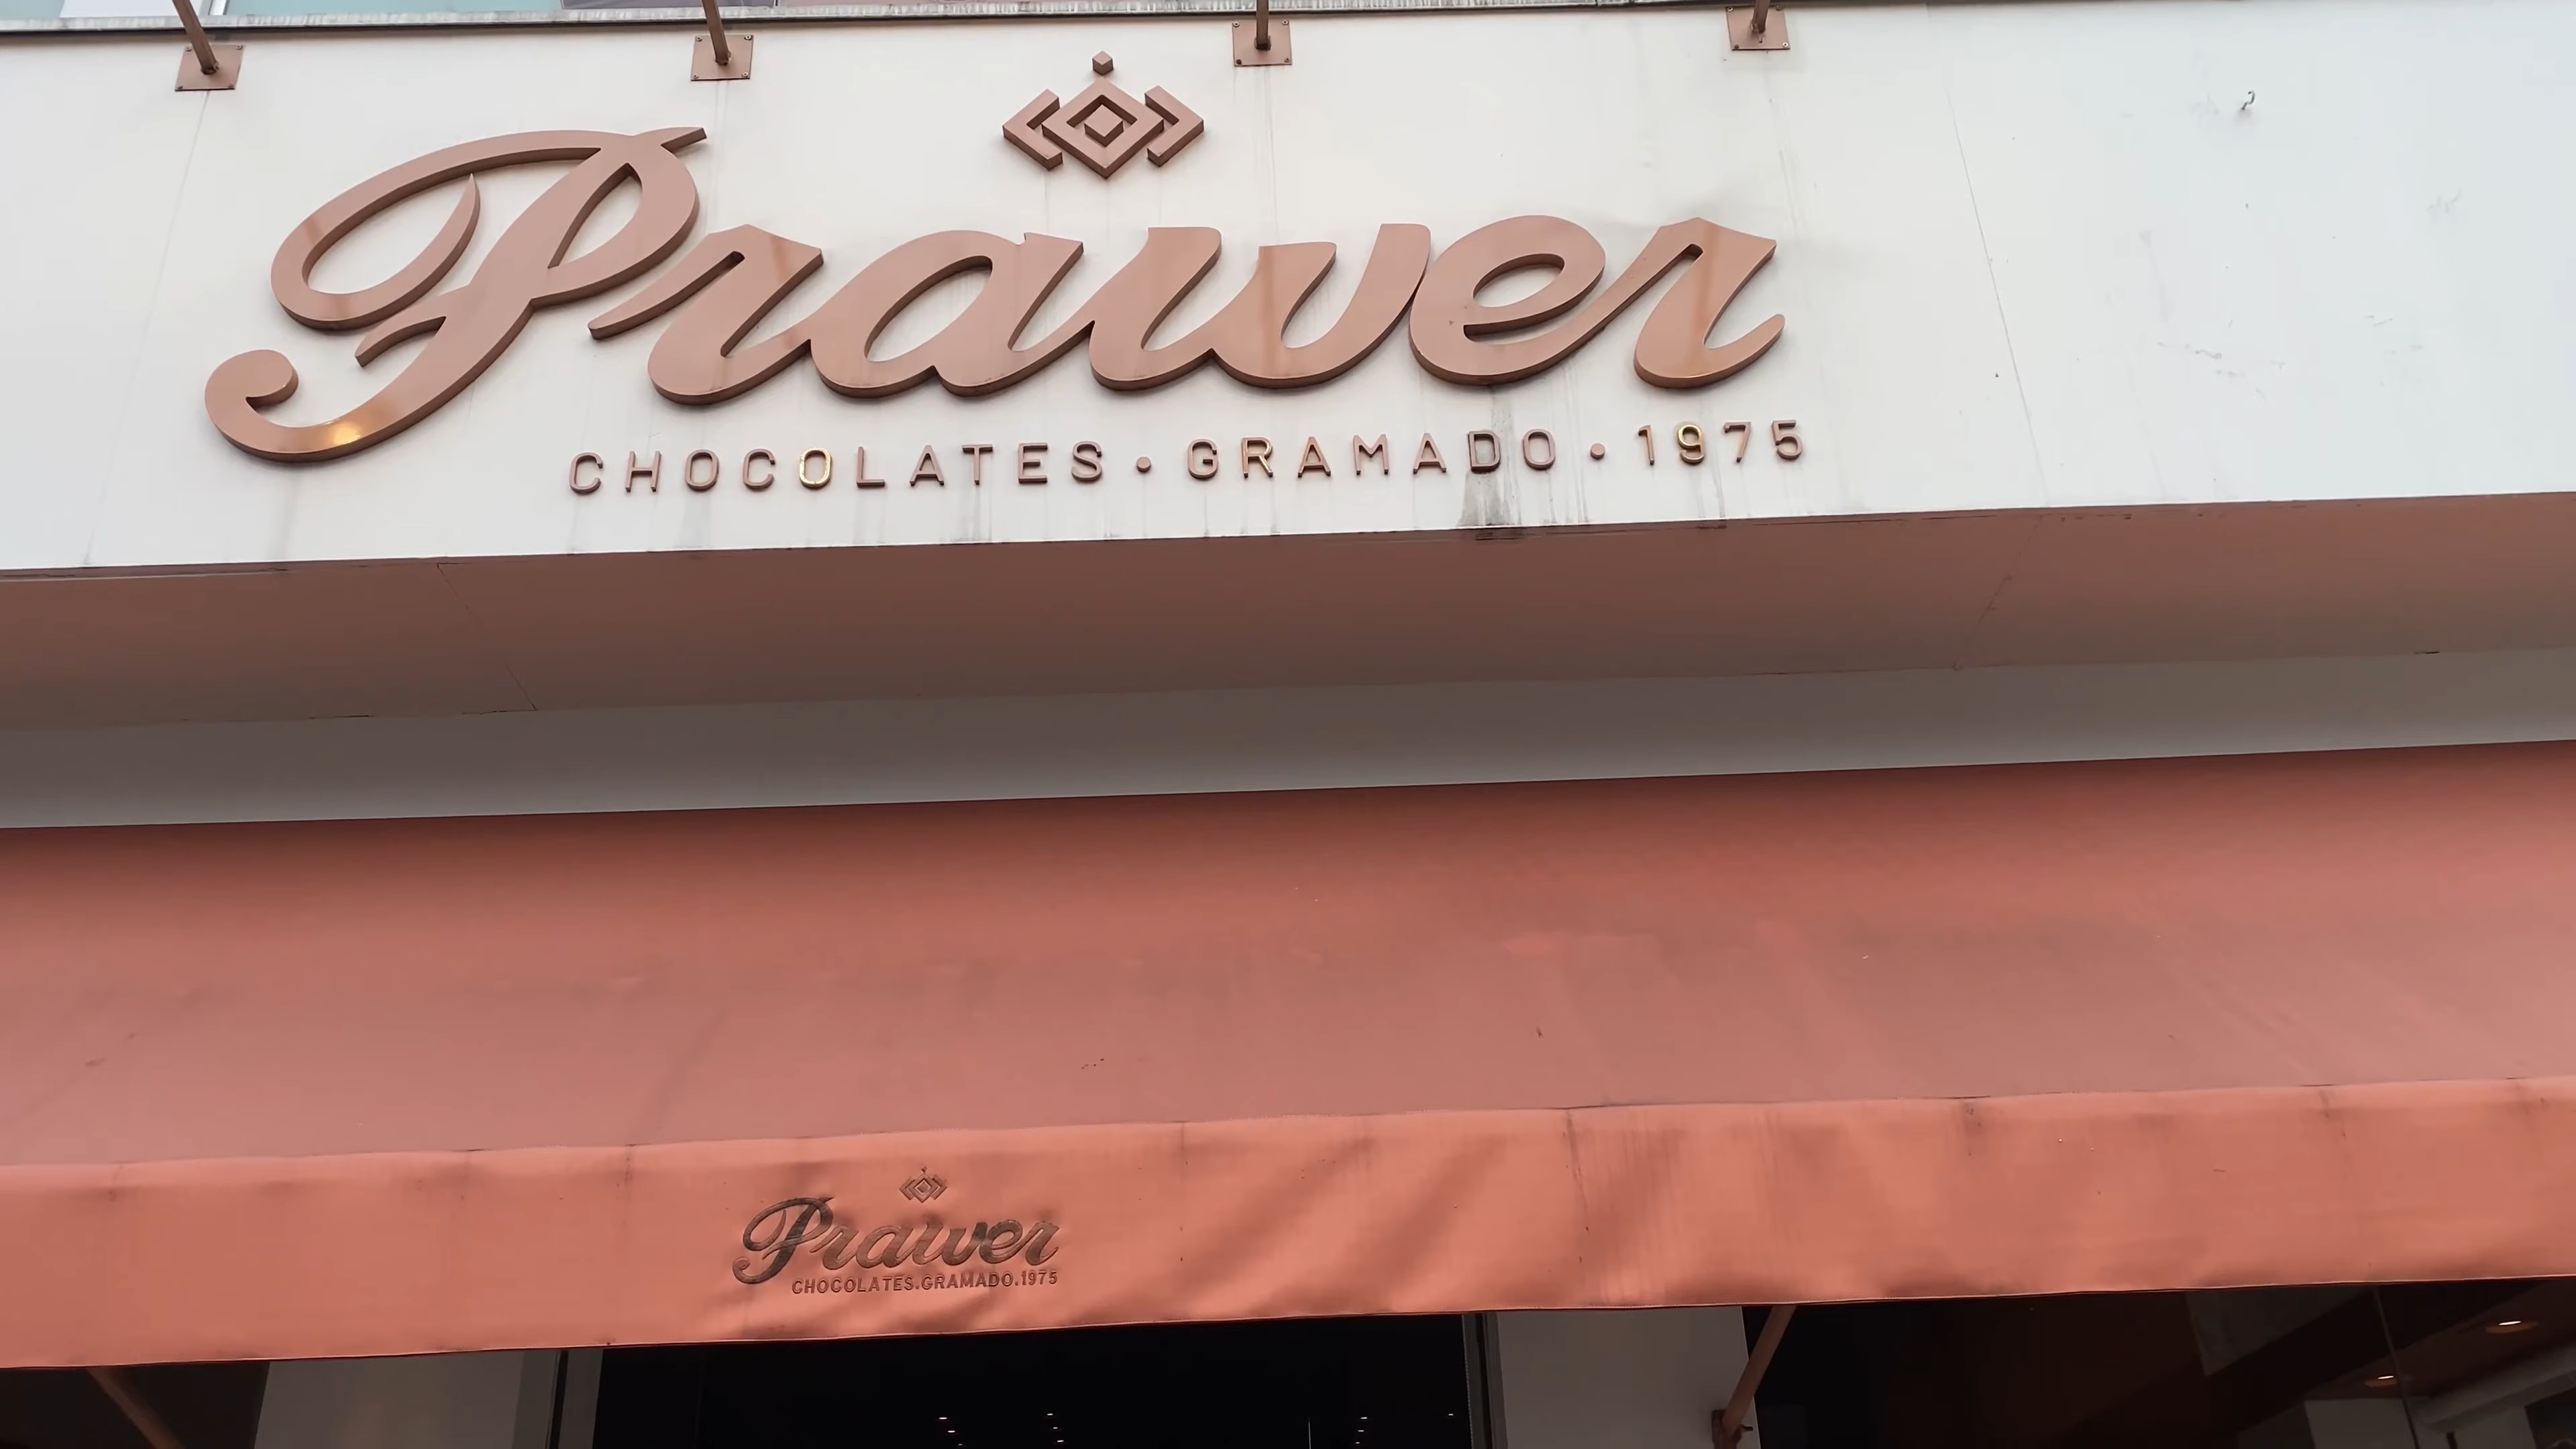 Prawer
CHOCOLATES • GRAMADO • 1975
Prawer
CHOCOLATES.GRAMADO.1975